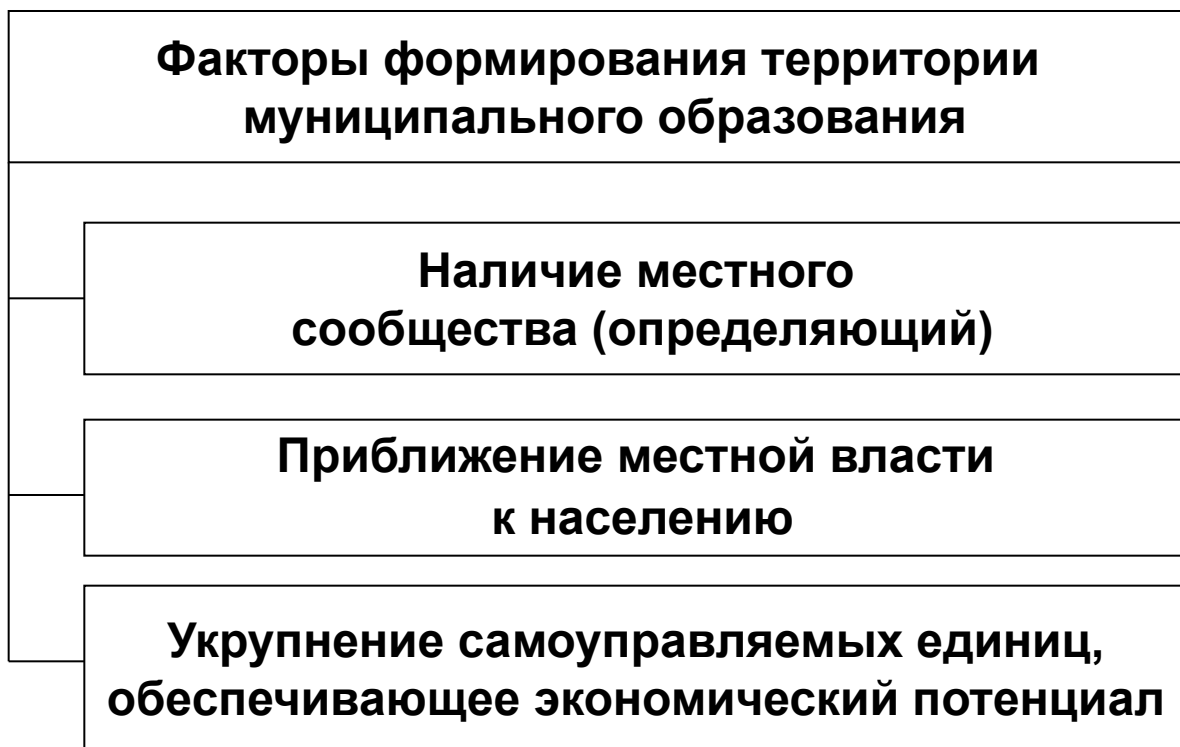 Факторы формирования территории
муниципального образования
Наличие местного
сообщества (определяющий)
Приближение местной власти
к населению
Укрупнение самоуправляемых единиц,
обеспечивающее экономический потенциал